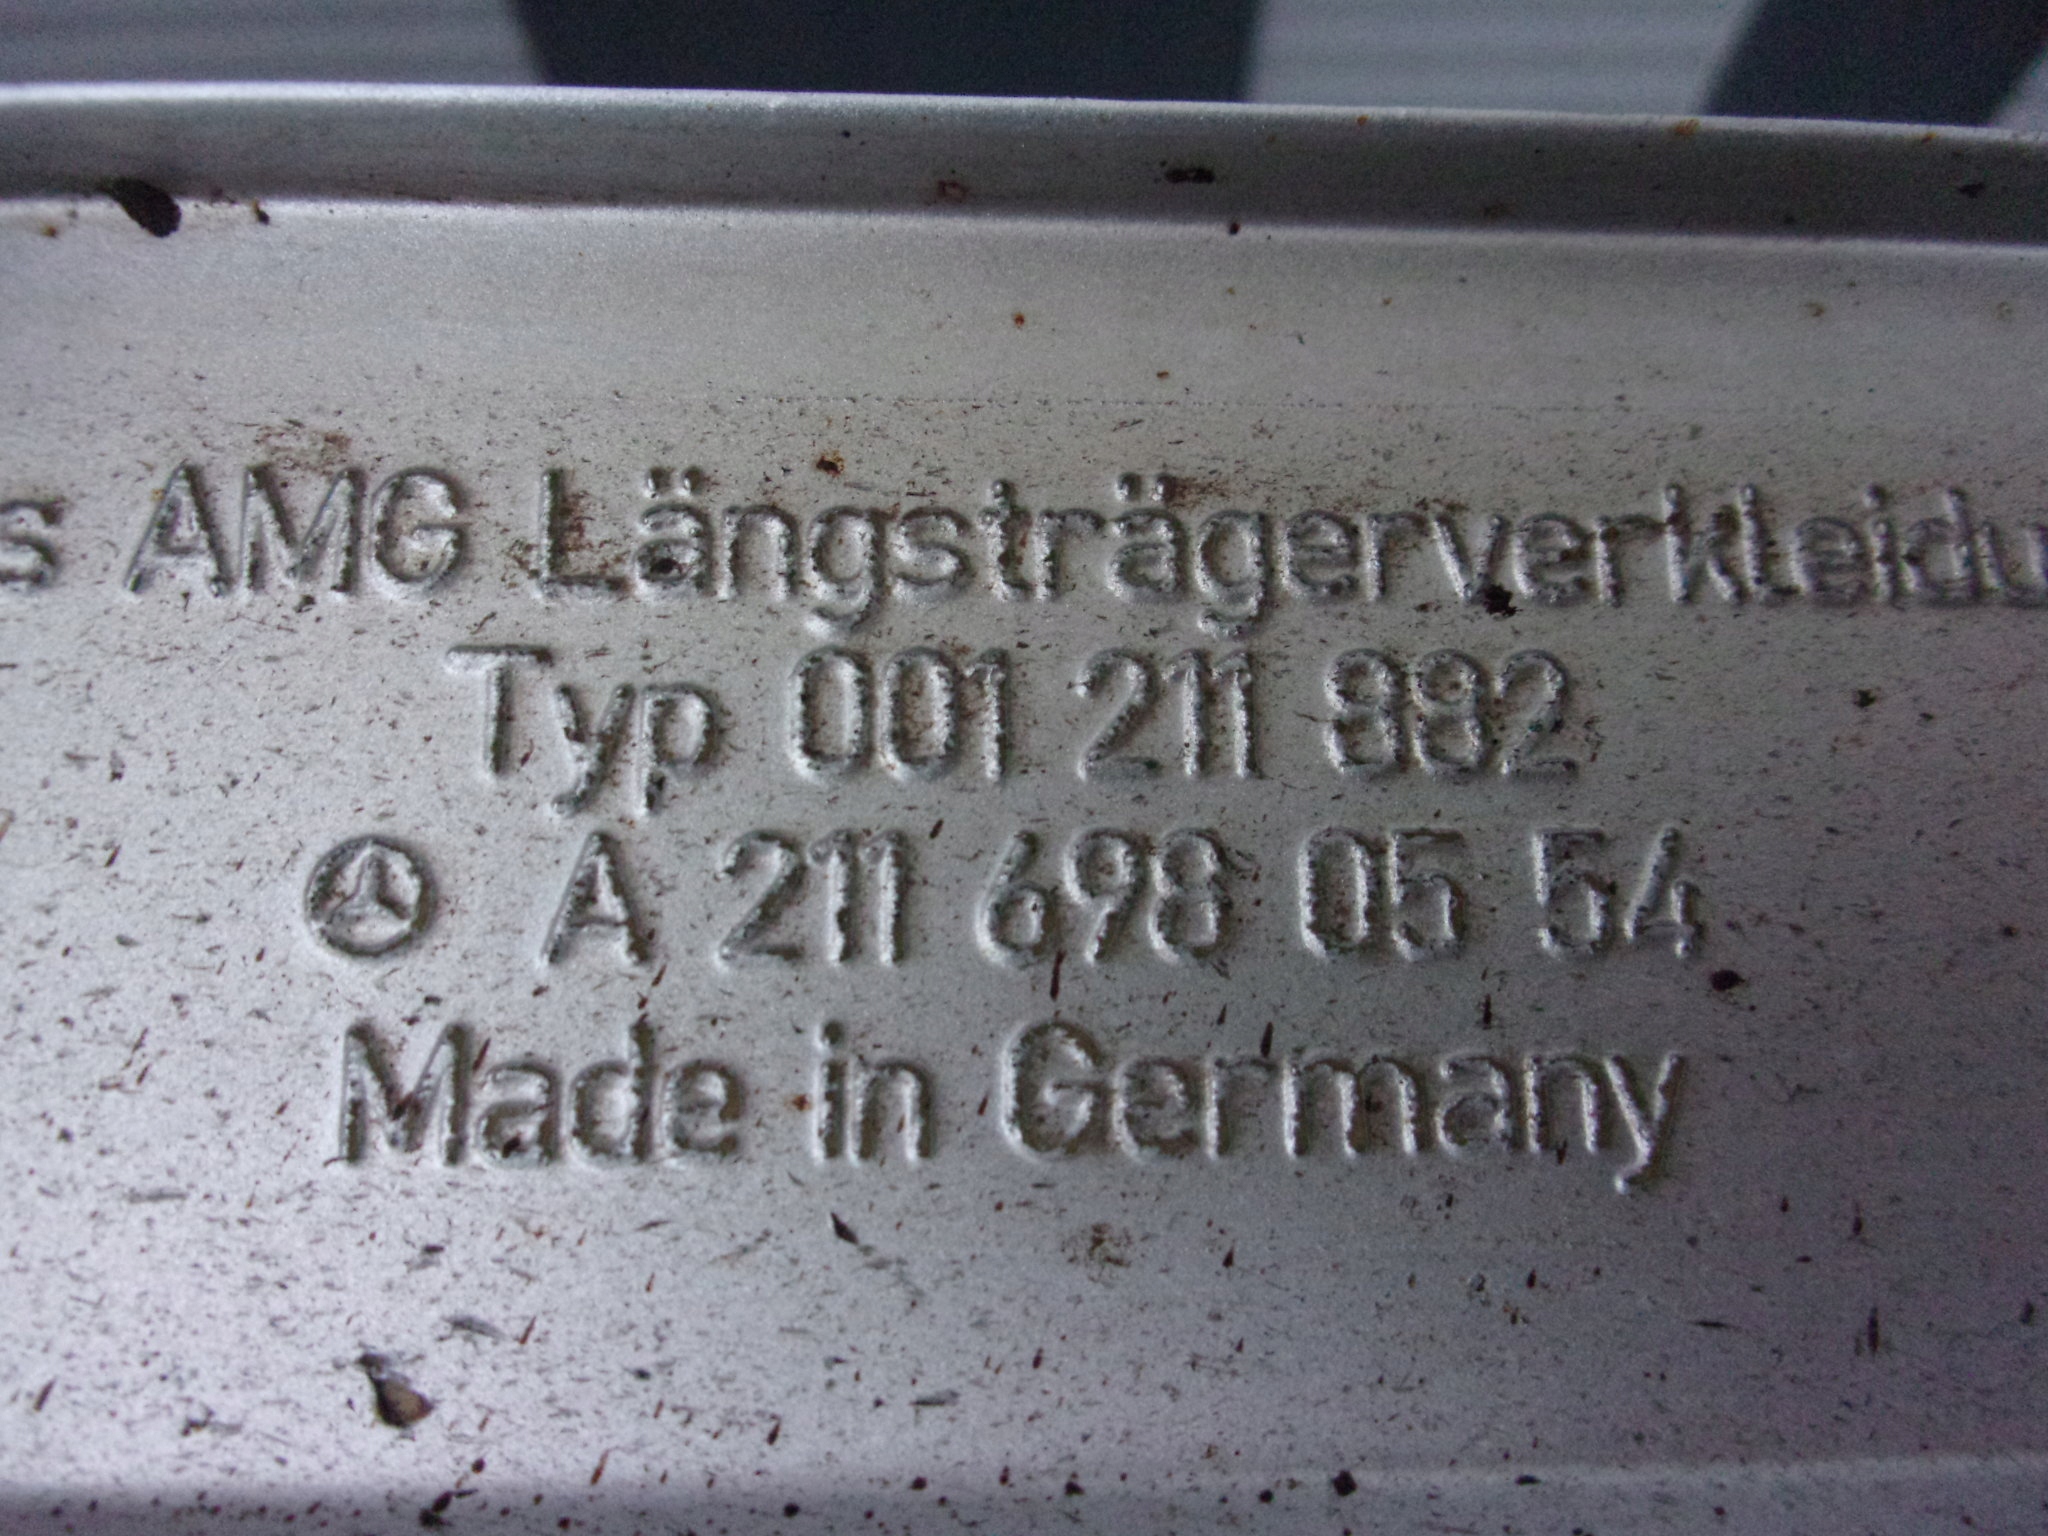 s AMG Längsträgerverkleidu
Typ 001 211 882
A 211 698 05 54
Made in Germany